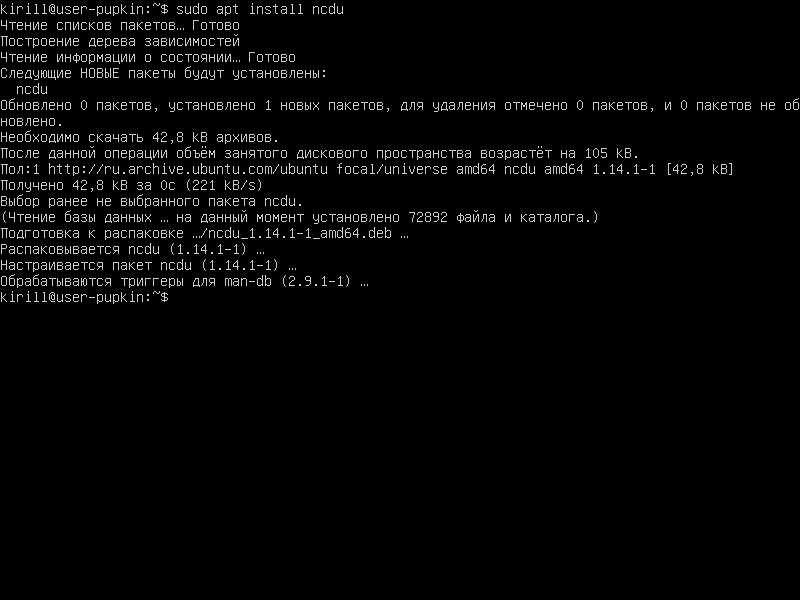 kirill@user-pupkin:~$ sudo apt install ncdu
Чтение списков пакетов… Готово
Построение дерева зависимостей
Чтение информации о состоянии… Готово
Следующие НОВЫЕ пакеты будут установлены:
  ncdu
Обновлено 0 пакетов, установлено 1 новых пакетов, для удаления отмечено 0 пакетов, и 0 пакетов не об
новлено.
Необходимо скачать 42,8 kB архивов.
После данной операции объём занятого дискового пространства возрастёт на 105 kB.
Пол:1 http://ru.archive.ubuntu.com/ubuntu focal/universe amd64 ncdu amd64 1.14.1-1 [42,8 kB]
Получено 42,8 kB за 0с (221 kB/s)
Выбор ранее не выбранного пакета ncdu.
(Чтение базы данных … на данный момент установлено 72892 файла и каталога.)
Подготовка к распаковке …/ncdu_1.14.1-1_amd64.deb …
Распаковывается ncdu (1.14.1-1) …
Настраивается пакет ncdu (1.14.1-1) …
Обрабатываются триггеры для man-db (2.9.1-1) …
kirill@user-pupkin:~$